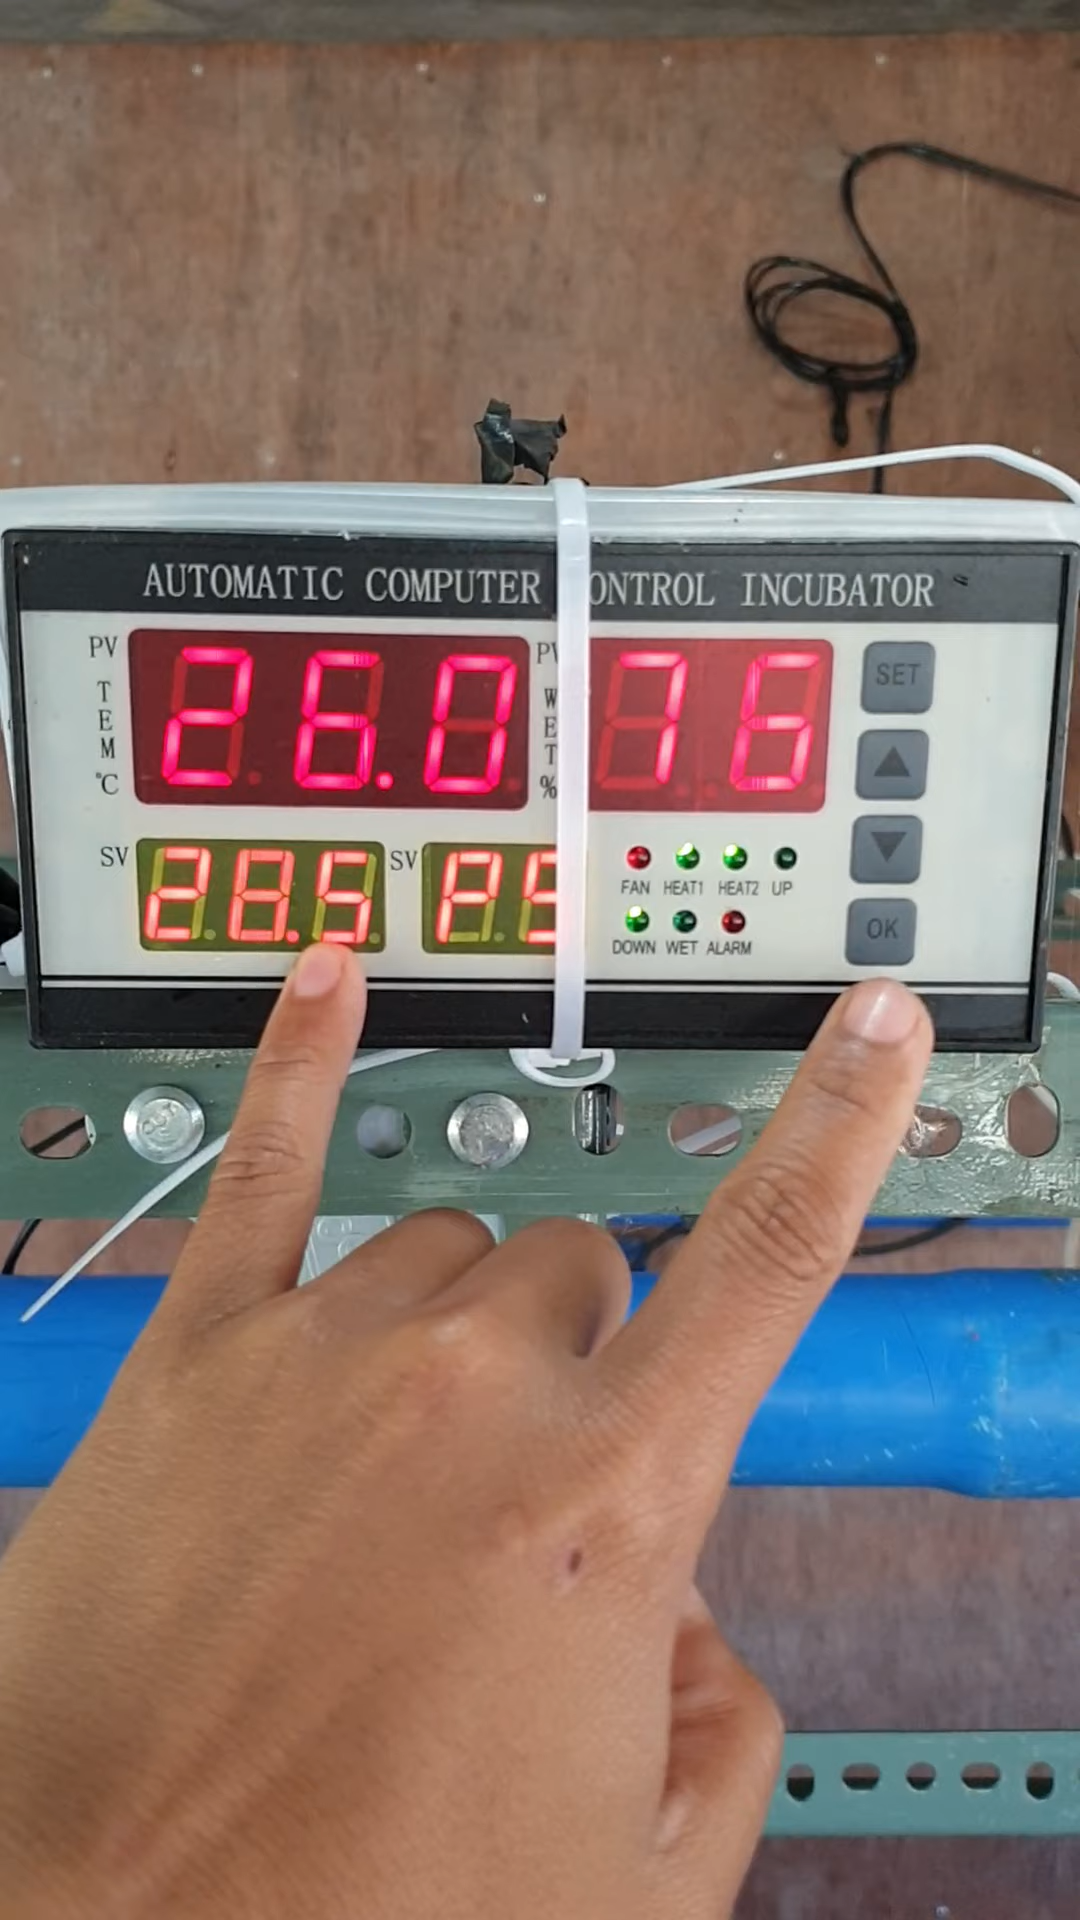 AUTOMATIC COMPUTER ONTROL INCUBATOR
PV TEM °C 26.0
PV WET % 76
SV 28.5
SV P5
SET
OK
FAN HEAT1 HEAT2 UP
DOWN WET ALARM